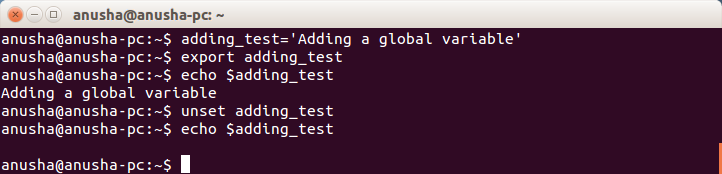 anusha@anusha-pc: ~
anusha@anusha-pc:~$ adding_test='Adding a global variable'
anusha@anusha-pc:~$ export adding_test
anusha@anusha-pc:~$ echo $adding_test
Adding a global variable
anusha@anusha-pc:~$ unset adding_test
anusha@anusha-pc:~$ echo $adding_test
anusha@anusha-pc:~$